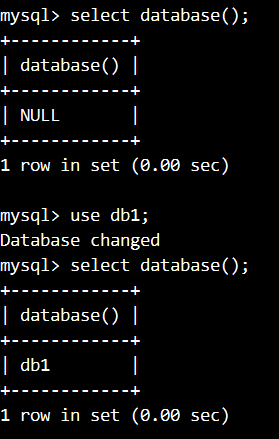 mysql> select database();
+------------+
| database() |
+------------+
| NULL       |
+------------+
1 row in set (0.00 sec)

mysql> use db1;
Database changed
mysql> select database();
+------------+
| database() |
+------------+
| db1        |
+------------+
1 row in set (0.00 sec)